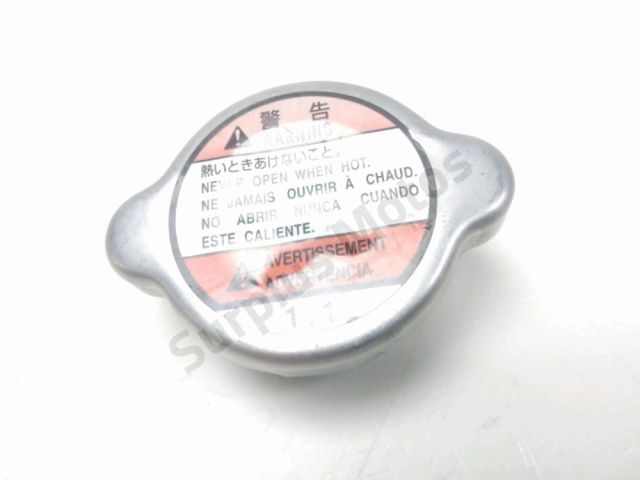 警告
WARNING
熱いときあけないこと。
NEVER OPEN WHEN HOT.
NE JAMAIS OUVRIR À CHAUD.
NO ABRIR NUNCA CUANDO
ESTE CALIENTE.
AVERTISSEMENT
ADVERTENCIA
1.1
Surplus Motos